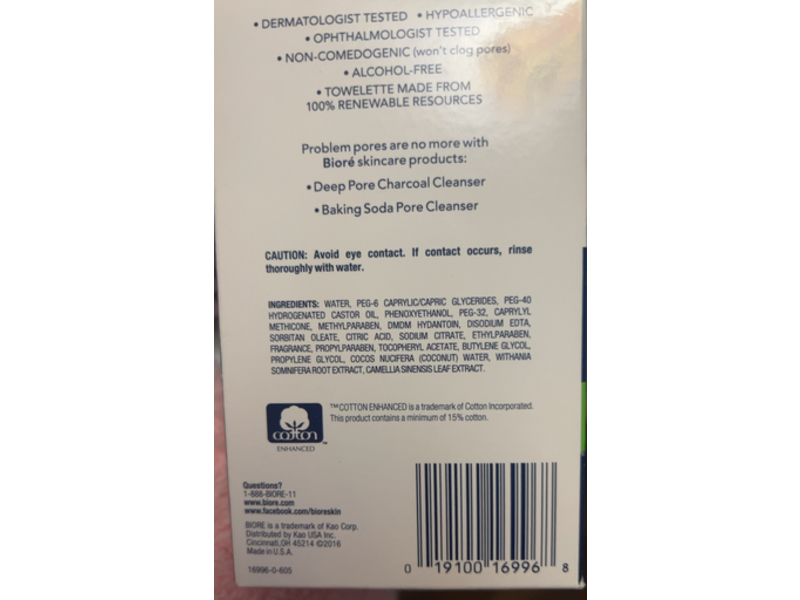 • DERMATOLOGIST TESTED • HYPOALLERGENIC
• OPHTHALMOLOGIST TESTED
• NON-COMEDOGENIC (won't clog pores)
• ALCOHOL-FREE
• TOWELETTE MADE FROM
100% RENEWABLE RESOURCES
Problem pores are no more with
Bioré skincare products:
• Deep Pore Charcoal Cleanser
• Baking Soda Pore Cleanser
CAUTION: Avoid eye contact. If contact occurs, rinse
thoroughly with water.
INGREDIENTS: WATER, PEG-6 CAPRYLIC/CAPRIC GLYCERIDES, PEG-40
HYDROGENATED CASTOR OIL, PHENOXYETHANOL, PEG-32, CAPRYLYL
METHICONE, METHYLPARABEN, DMDM HYDANTOIN, DISODIUM EDTA,
SORBITAN OLEATE, CITRIC ACID, SODIUM CITRATE, ETHYLPARABEN,
FRAGRANCE, PROPYLPARABEN, TOCOPHERYL ACETATE, BUTYLENE GLYCOL,
PROPYLENE GLYCOL, COCOS NUCIFERA (COCONUT) WATER, WITHANIA
SOMNIFERA ROOT EXTRACT, CAMELLIA SINENSIS LEAF EXTRACT.
cotton™
ENHANCED
™COTTON ENHANCED is a trademark of Cotton Incorporated.
This product contains a minimum of 15% cotton.
Questions?
1-888-BIORE-11
www.biore.com
www.facebook.com/bioreskin
BIORE is a trademark of Kao Corp.
Distributed by Kao USA Inc.
Cincinnati, OH 45214 ©2016
Made in U.S.A.
16996-0-605
0 19100 16996 8